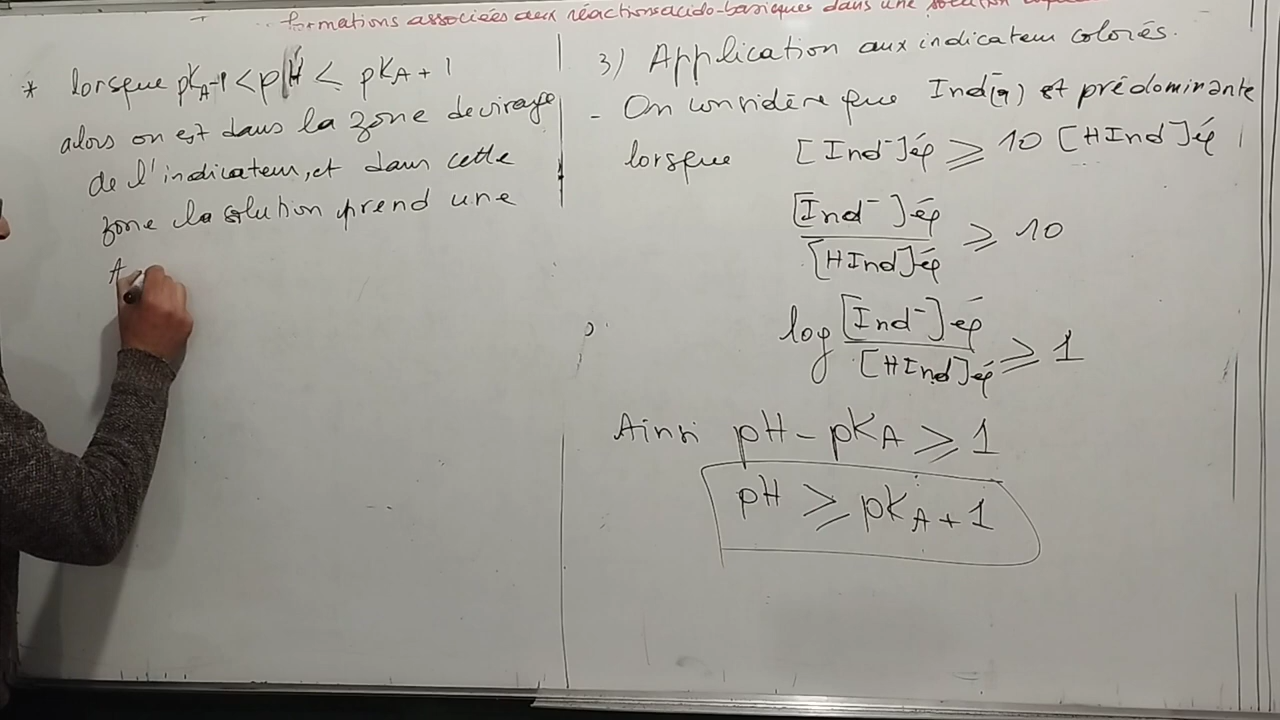 formations associées aux réactions acido-basiques dans une solution
* lorsque pKA-1 < pH < pKA + 1
alors on est dans la zone de virage
de l'indicateur, et dans cette
zone la solution prend une
3) Application aux indicateur colorés.
- On considère que Ind⁻(aq) est prédominante
lorsque [Ind⁻]éq ⩾ 10 [HInd]éq
[Ind⁻]éq / [HInd]éq ⩾ 10
log [Ind⁻]éq / [HInd]éq ⩾ 1
Ainsi pH - pKA ⩾ 1
pH ⩾ pKA + 1